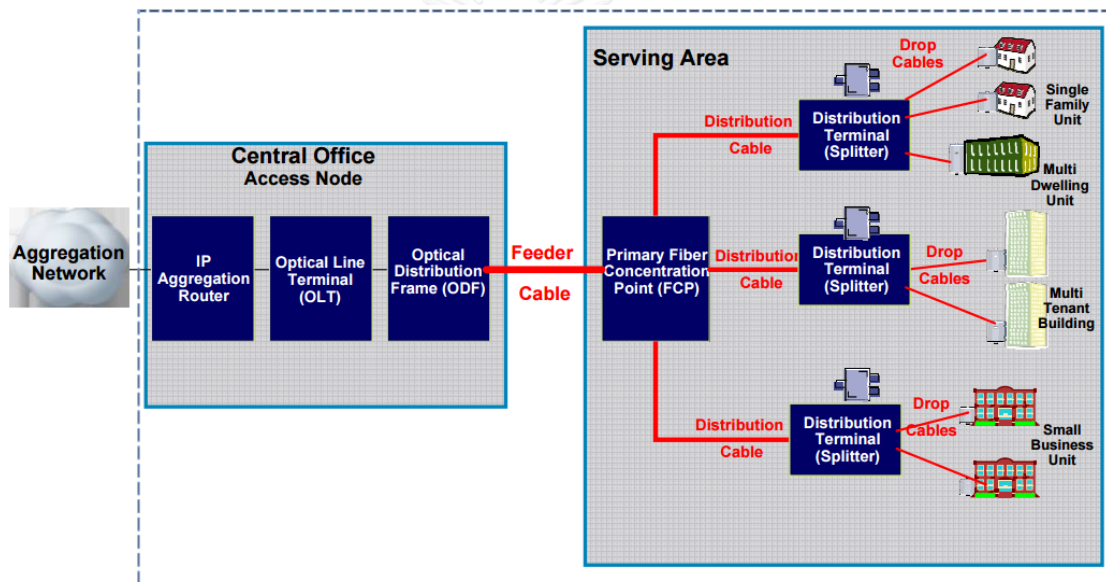 Serving Area
Drop
Cables
Single
Family
Unit
Distribution
Cable
Distribution
Terminal
(Splitter)
Multi
Dwelling
Unit
Central Office
Access Node
Aggregation
Network
IP
Aggregation
Router
Optical Line
Terminal
(OLT)
Optical
Distribution
Frame (ODF)
Feeder
Cable
Primary Fiber
Concentration
Point (FCP)
Distribution
Cable
Distribution
Terminal
(Splitter)
Drop
Cables
Multi
Tenant
Building
Distribution
Cable
Distribution
Terminal
(Splitter)
Drop
Cables
Small
Business
Unit